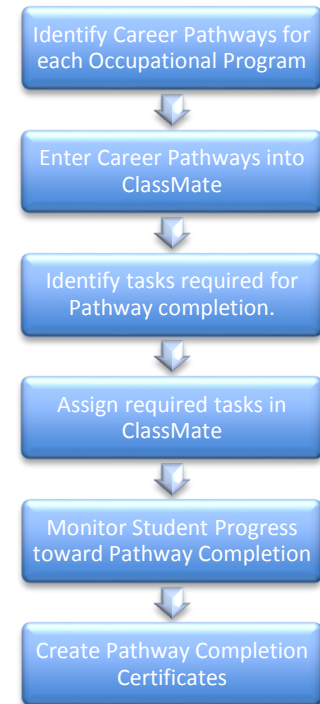 Identify Career Pathways for
each Occupational Program
Enter Career Pathways into
ClassMate
Identify tasks required for
Pathway completion.
Assign required tasks in
ClassMate
Monitor Student Progress
toward Pathway Completion
Create Pathway Completion
Certificates